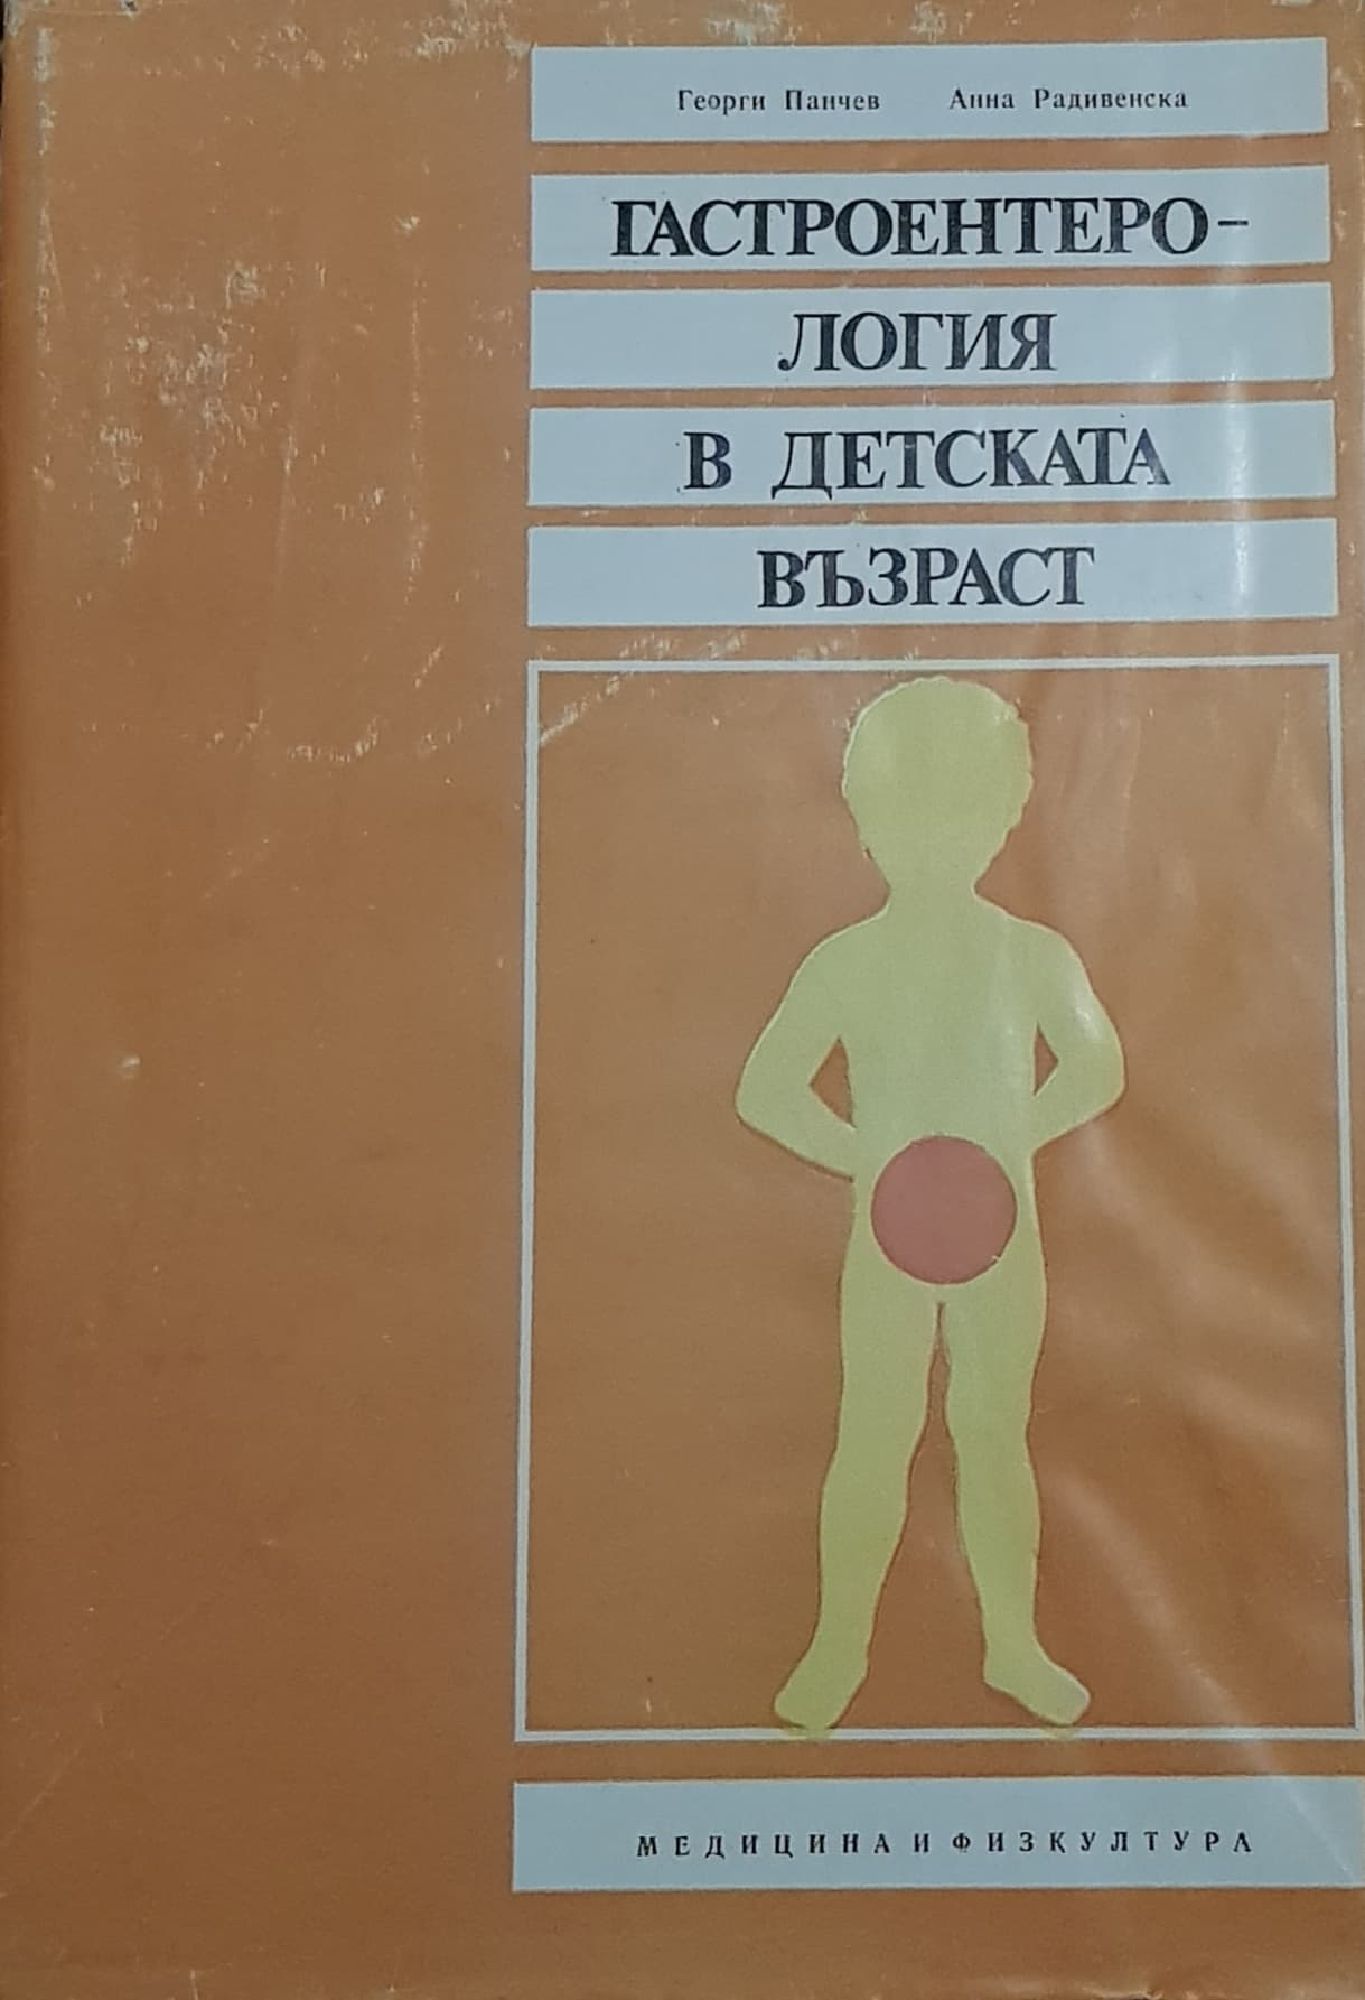 Георги Панчев Анна Радивенска
ГАСТРОЕНТЕРО-
ЛОГИЯ
В ДЕТСКАТА
ВЪЗРАСТ
МЕДИЦИНА И ФИЗКУЛТУРА